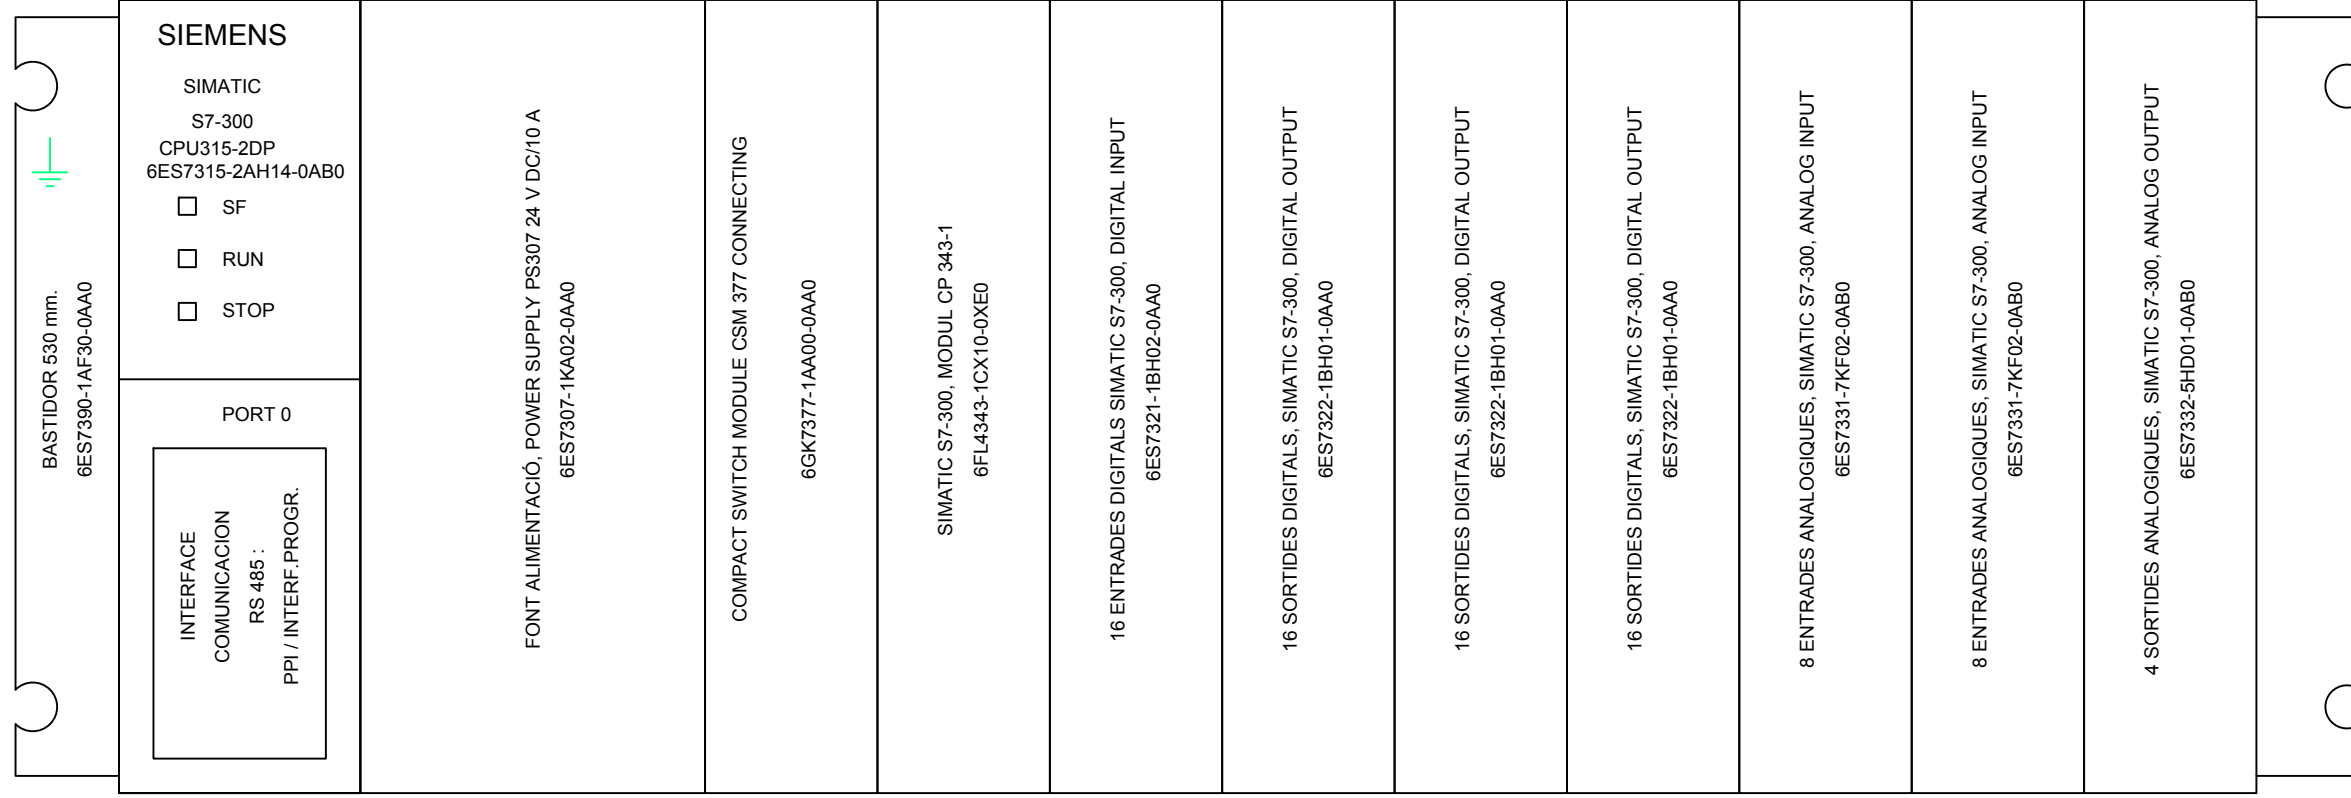 BASTIDOR 530 mm.
6ES7390-1AF30-0AA0
SIEMENS
SIMATIC
S7-300
CPU315-2DP
6ES7315-2AH14-0AB0
SF
RUN
STOP
PORT 0
INTERFACE
COMUNICACION
RS 485 :
PPI / INTERF.PROGR.
FONT ALIMENTACIÓ, POWER SUPPLY PS307 24 V DC/10 A
6ES7307-1KA02-0AA0
COMPACT SWITCH MODULE CSM 377 CONNECTING
6GK7377-1AA00-0AA0
SIMATIC S7-300, MODUL CP 343-1
6FL4343-1CX10-0XE0
16 ENTRADES DIGITALS SIMATIC S7-300, DIGITAL INPUT
6ES7321-1BH02-0AA0
16 SORTIDES DIGITALS, SIMATIC S7-300, DIGITAL OUTPUT
6ES7322-1BH01-0AA0
16 SORTIDES DIGITALS, SIMATIC S7-300, DIGITAL OUTPUT
6ES7322-1BH01-0AA0
16 SORTIDES DIGITALS, SIMATIC S7-300, DIGITAL OUTPUT
6ES7322-1BH01-0AA0
8 ENTRADES ANALOGIQUES, SIMATIC S7-300, ANALOG INPUT
6ES7331-7KF02-0AB0
8 ENTRADES ANALOGIQUES, SIMATIC S7-300, ANALOG INPUT
6ES7331-7KF02-0AB0
4 SORTIDES ANALOGIQUES, SIMATIC S7-300, ANALOG OUTPUT
6ES7332-5HD01-0AB0